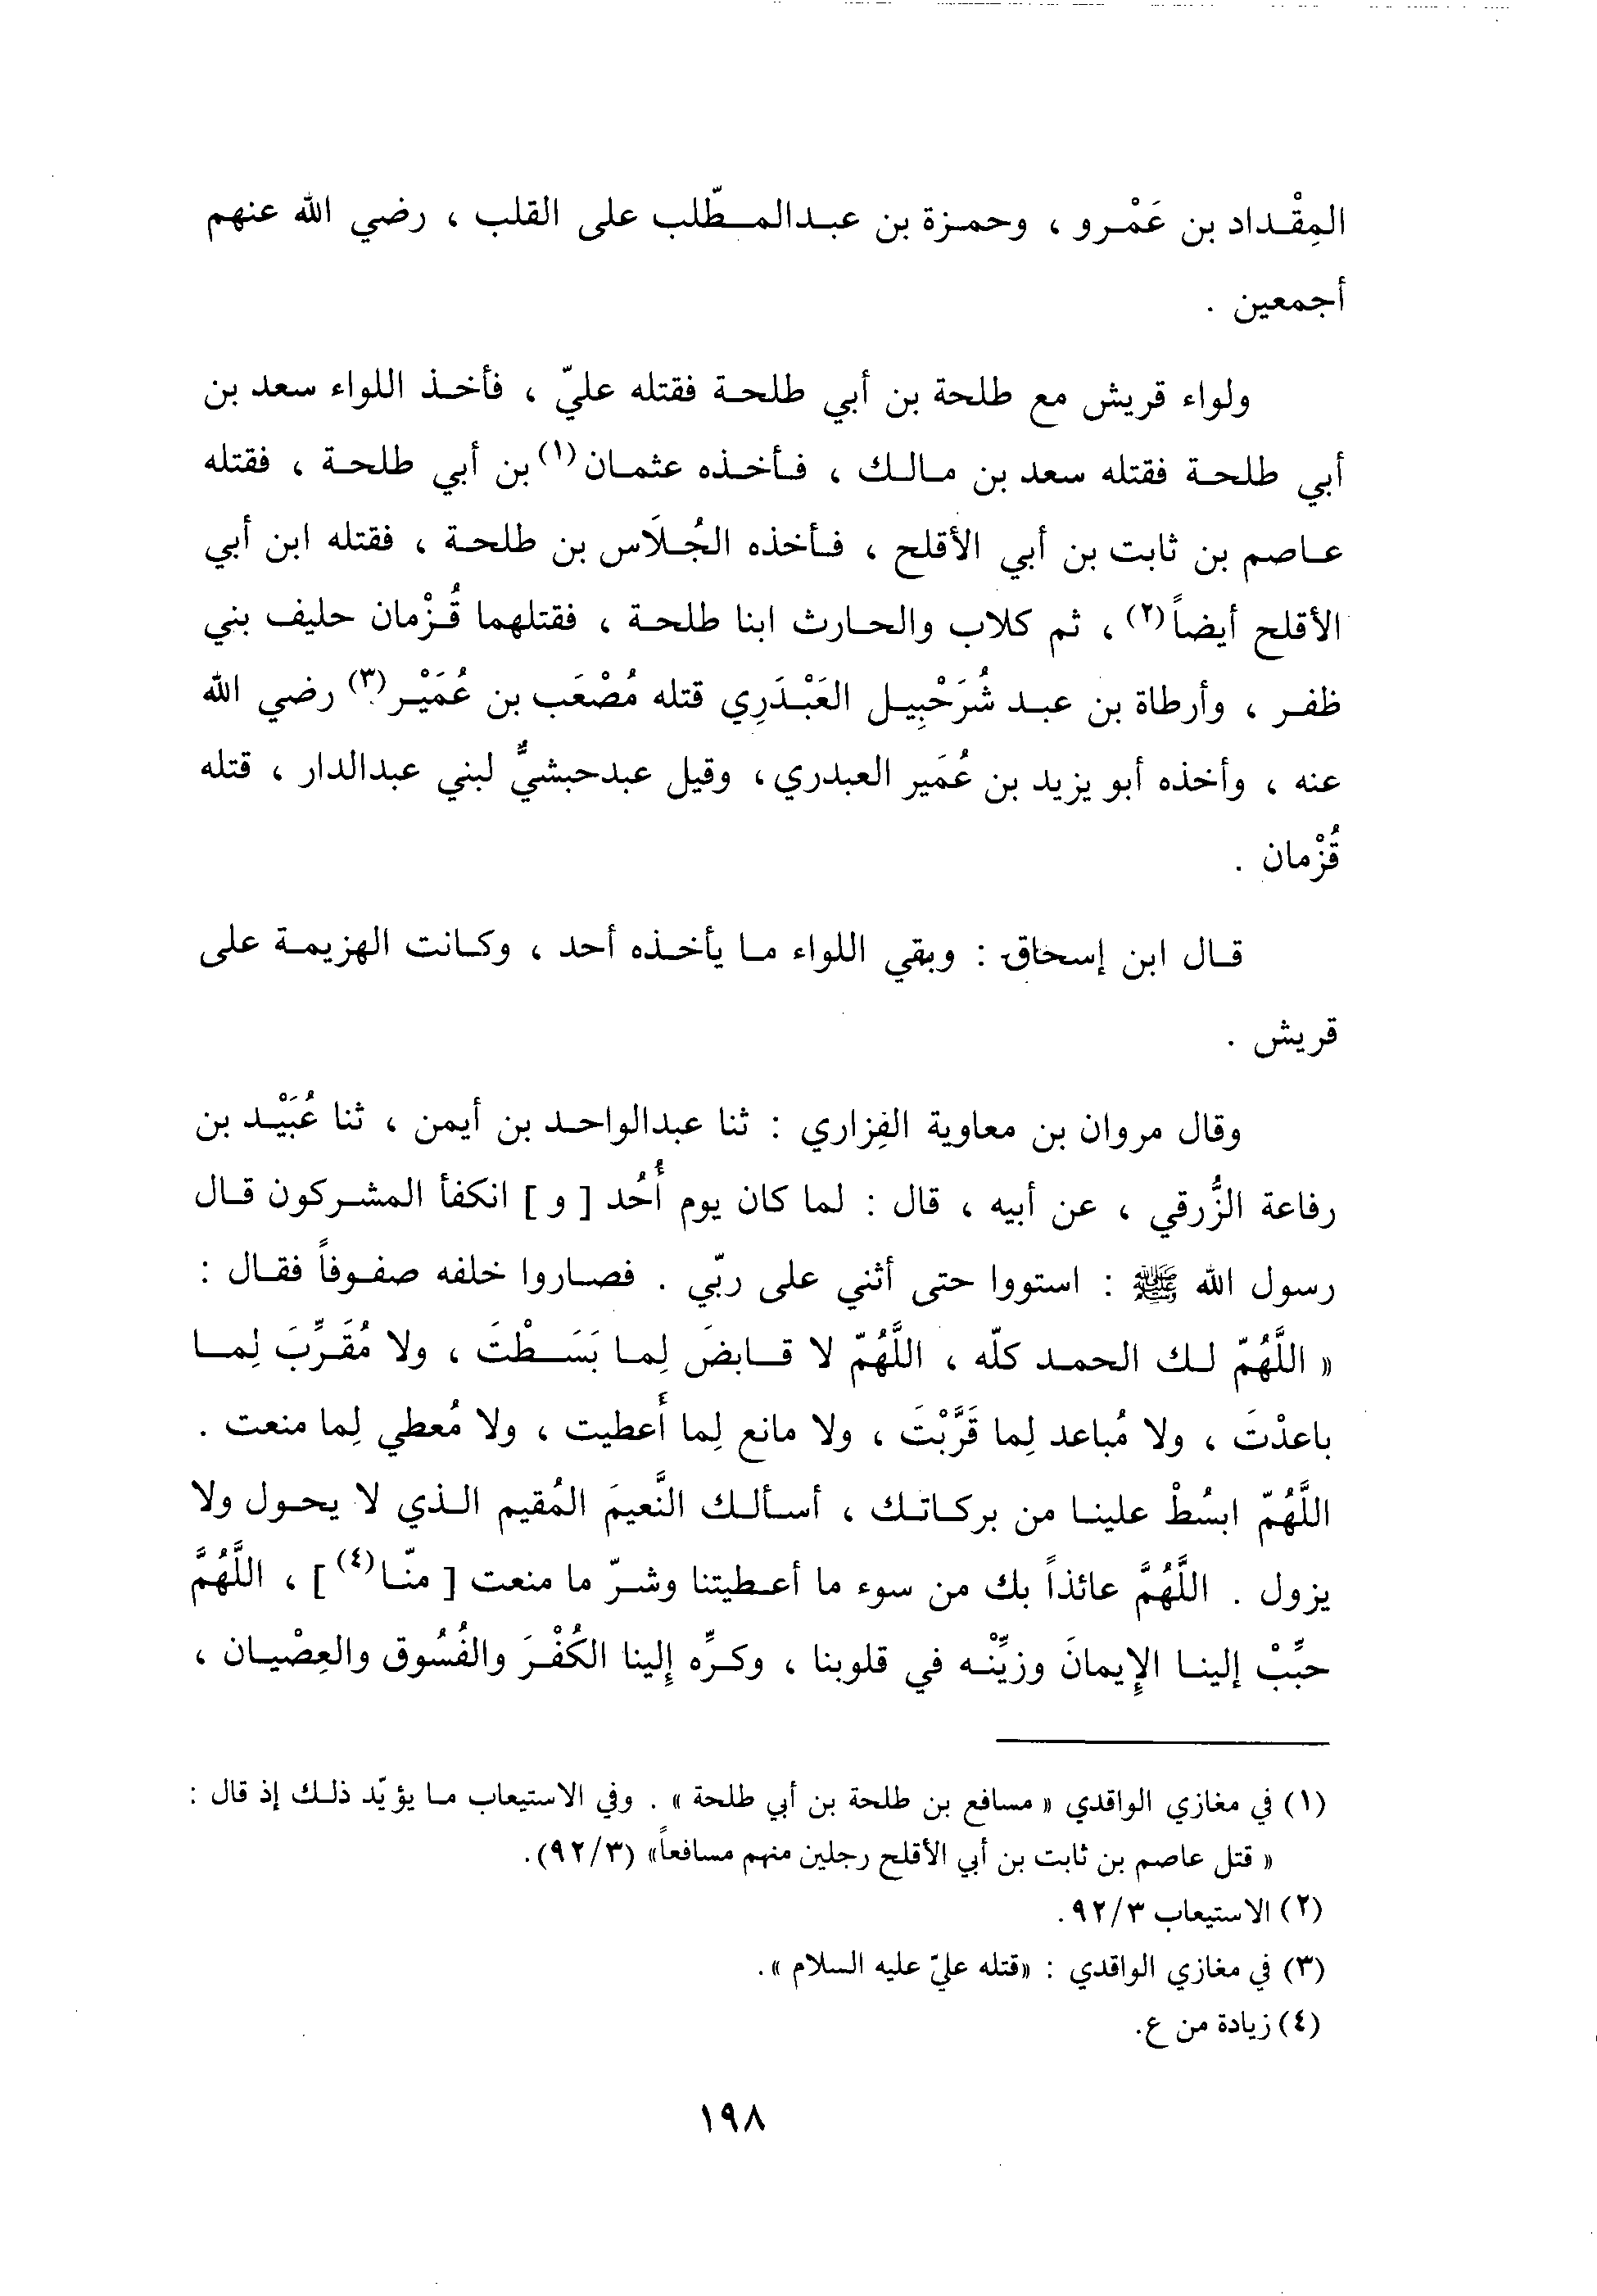 المِقْداد بن عَمْرو ، وحمزة بن عبدالمطّلب على القلب ، رضي الله عنهم
أجمعين .
ولواء قريش مع طلحة بن أبي طلحة فقتله عليّ ، فأخذ اللواء سعد بن
أبي طلحة فقتله سعد بن مالك ، فأخذه عثمان(١) بن أبي طلحة ، فقتله
عاصم بن ثابت بن أبي الأقلح ، فأخذه الجُلَاس بن طلحة ، فقتله ابن أبي
الأقلح أيضاً(٢) ، ثم كلاب والحارث ابنا طلحة ، فقتلهما قُزْمان حليف بني
ظفر ، وأرطاة بن عبد شُرَحْبِيل العَبْدَرِي قتله مُصْعَب بن عُمَيْر(٣) رضي الله
عنه ، وأخذه أبو يزيد بن عُمَير العبدري، وقيل عبدحبشيٌّ لبني عبدالدار ، قتله
قُزْمان .
قال ابن إسحاق : وبقي اللواء ما يأخذه أحد ، وكانت الهزيمة على
قريش .
وقال مروان بن معاوية الفِزاري : ثنا عبدالواحد بن أيمن ، ثنا عُبَيْد بن
رفاعة الزُّرقي ، عن أبيه ، قال : لما كان يوم أُحُد [ و ] انكفأ المشركون قال
رسول الله ﷺ : استووا حتى أثني على ربّي . فصاروا خلفه صفوفاً فقال :
« اللَّهُمّ لك الحمد كلّه ، اللَّهُمّ لا قابضَ لِما بَسَطْتَ ، ولا مُقَرِّبَ لِما
باعدْتَ ، ولا مُباعد لِما قَرَّبْتَ ، ولا مانع لِما أَعطيت ، ولا مُعطي لِما منعت .
اللَّهُمّ ابسُطْ علينا من بركاتك ، أسألك النَّعيمَ المُقيم الذي لا يحول ولا
يزول . اللَّهُمَّ عائذاً بك من سوء ما أعطيتنا وشرّ ما منعت [ منّا(٤) ] ، اللَّهُمَّ
حبِّبْ إلينا الإِيمانَ وزيِّنْه في قلوبنا ، وكرِّه إِلينا الكُفْرَ والفُسُوق والعِصْيان ،
(١) في مغازي الواقدي « مسافع بن طلحة بن أبي طلحة » . وفي الاستيعاب ما يؤيّد ذلك إذ قال :
« قتل عاصم بن ثابت بن أبي الأقلح رجلين منهم مسافعاً» (٩٢/٣).
(٢) الاستيعاب ٩٢/٣.
(٣) في مغازي الواقدي : «قتله عليّ عليه السلام ».
(٤) زيادة من ع.
١٩٨